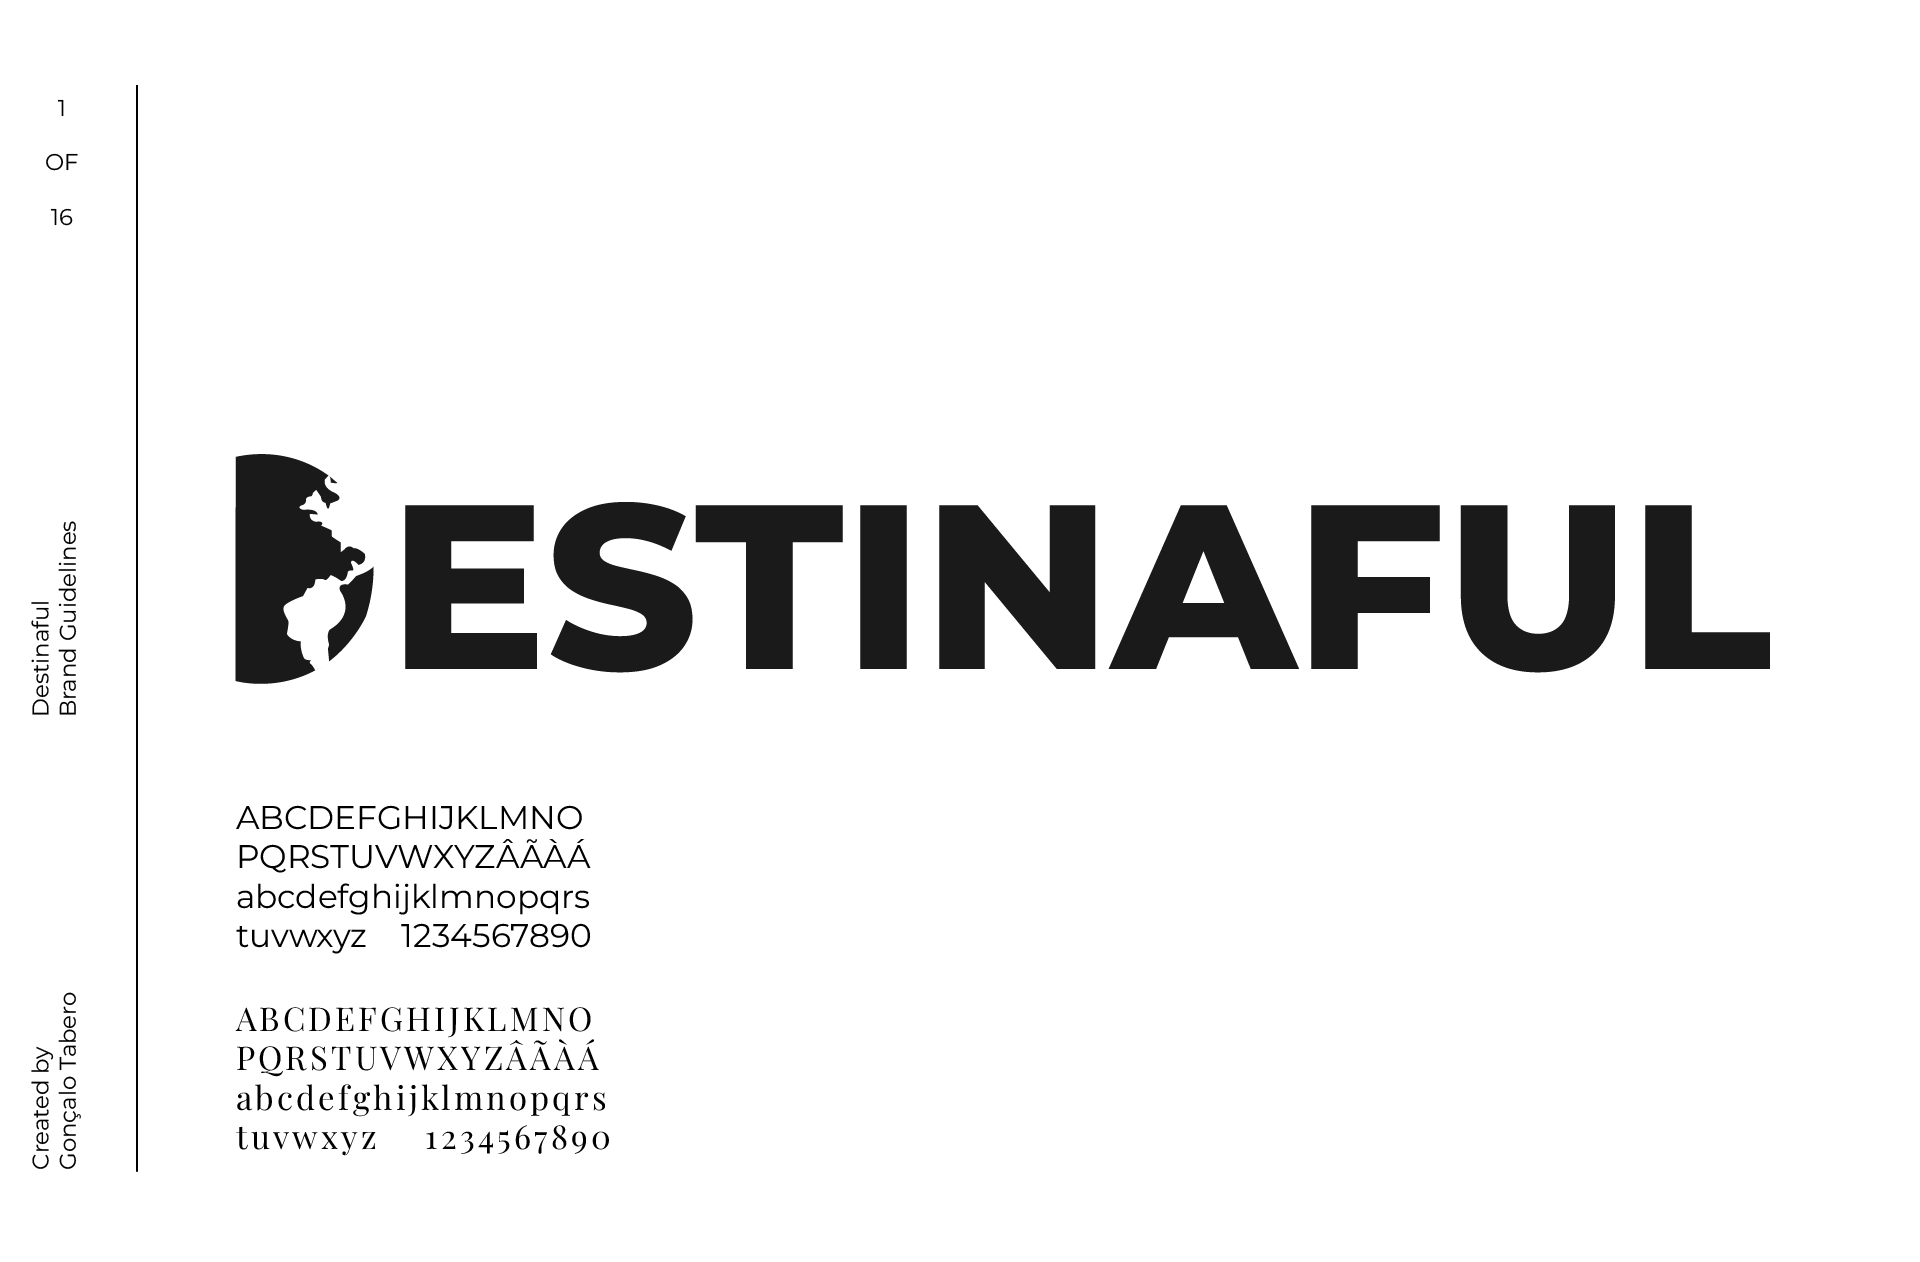 1
OF
16
Destinaful
Brand Guidelines
Created by
Gonçalo Tabero
DESTINAFUL
ABCDEFGHIJKLMNO
PQRSTUVWXYZÂÃÀÁ
abcdefghijklmnopqrs
tuvwxyz 1234567890
ABCDEFGHIJKLMNO
PQRSTUVWXYZÂÃÀÁ
abcdefghijklmnopqrs
tuvwxyz 1234567890